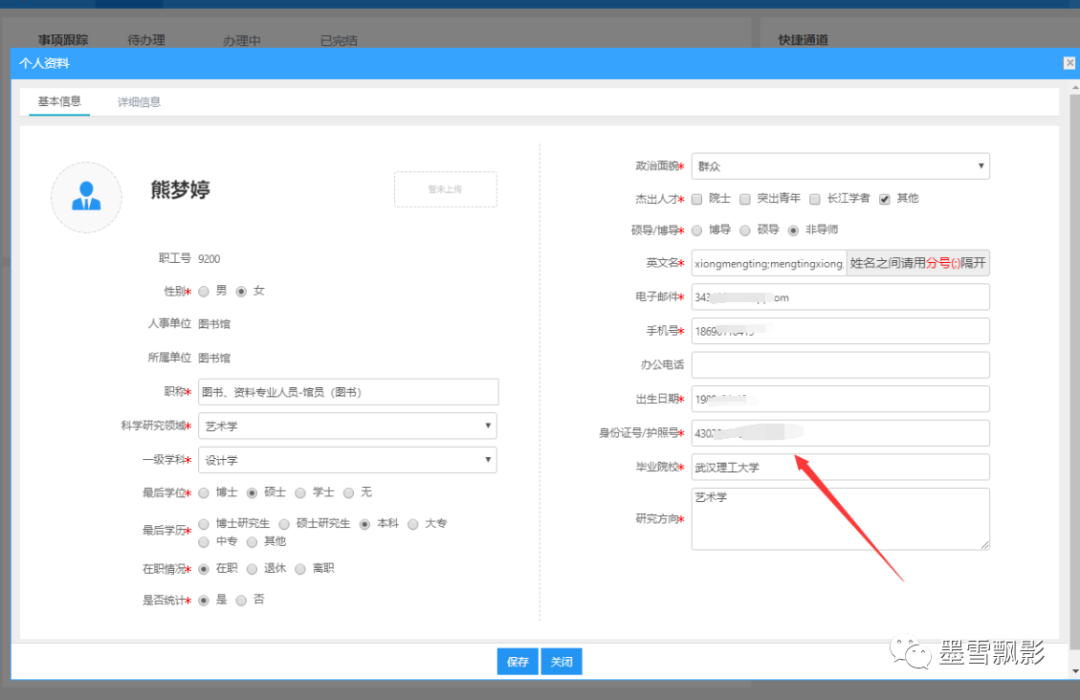 事项跟踪 待办理 办理中 已完结 快捷通道
个人资料
基本信息 详细信息
熊梦婷
暂未上传
职工号 9200
性别* 男 女
人事单位 图书馆
所属单位 图书馆
职称* 图书、资料专业人员-馆员（图书）
科学研究领域* 艺术学
一级学科* 设计学
最后学位* 博士 硕士 学士 无
最后学历* 博士研究生 硕士研究生 本科 大专
中专 其他
在职情况* 在职 退休 离职
是否统计* 是 否
政治面貌* 群众
杰出人才* 院士 突出青年 长江学者 其他
硕导/博导* 博导 硕导 非导师
英文名* xiongmengting;mengtingxiong; 姓名之间请用分号(;)隔开
电子邮件*
手机号*
办公电话
出生日期*
身份证号/护照号*
毕业院校* 武汉理工大学
研究方向* 艺术学
保存 关闭
墨雪飘影